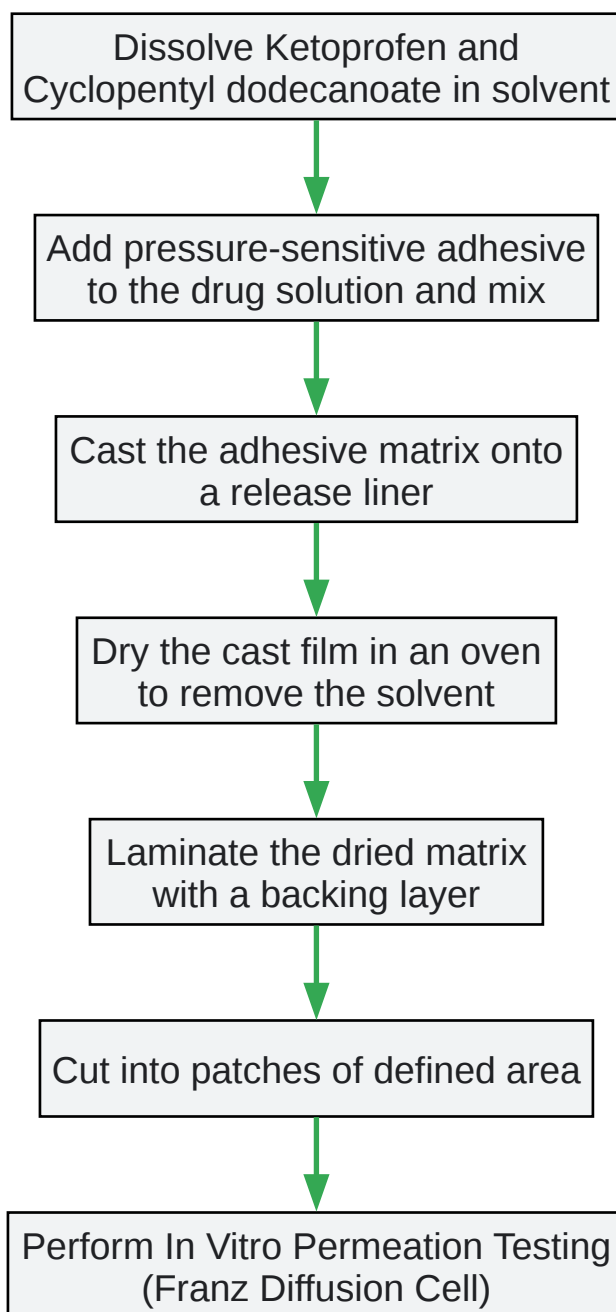 Dissolve Ketoprofen and
Cyclopentyl dodecanoate in solvent
Add pressure-sensitive adhesive
to the drug solution and mix
Cast the adhesive matrix onto
a release liner
Dry the cast film in an oven
to remove the solvent
Laminate the dried matrix
with a backing layer
Cut into patches of defined area
Perform In Vitro Permeation Testing
(Franz Diffusion Cell)